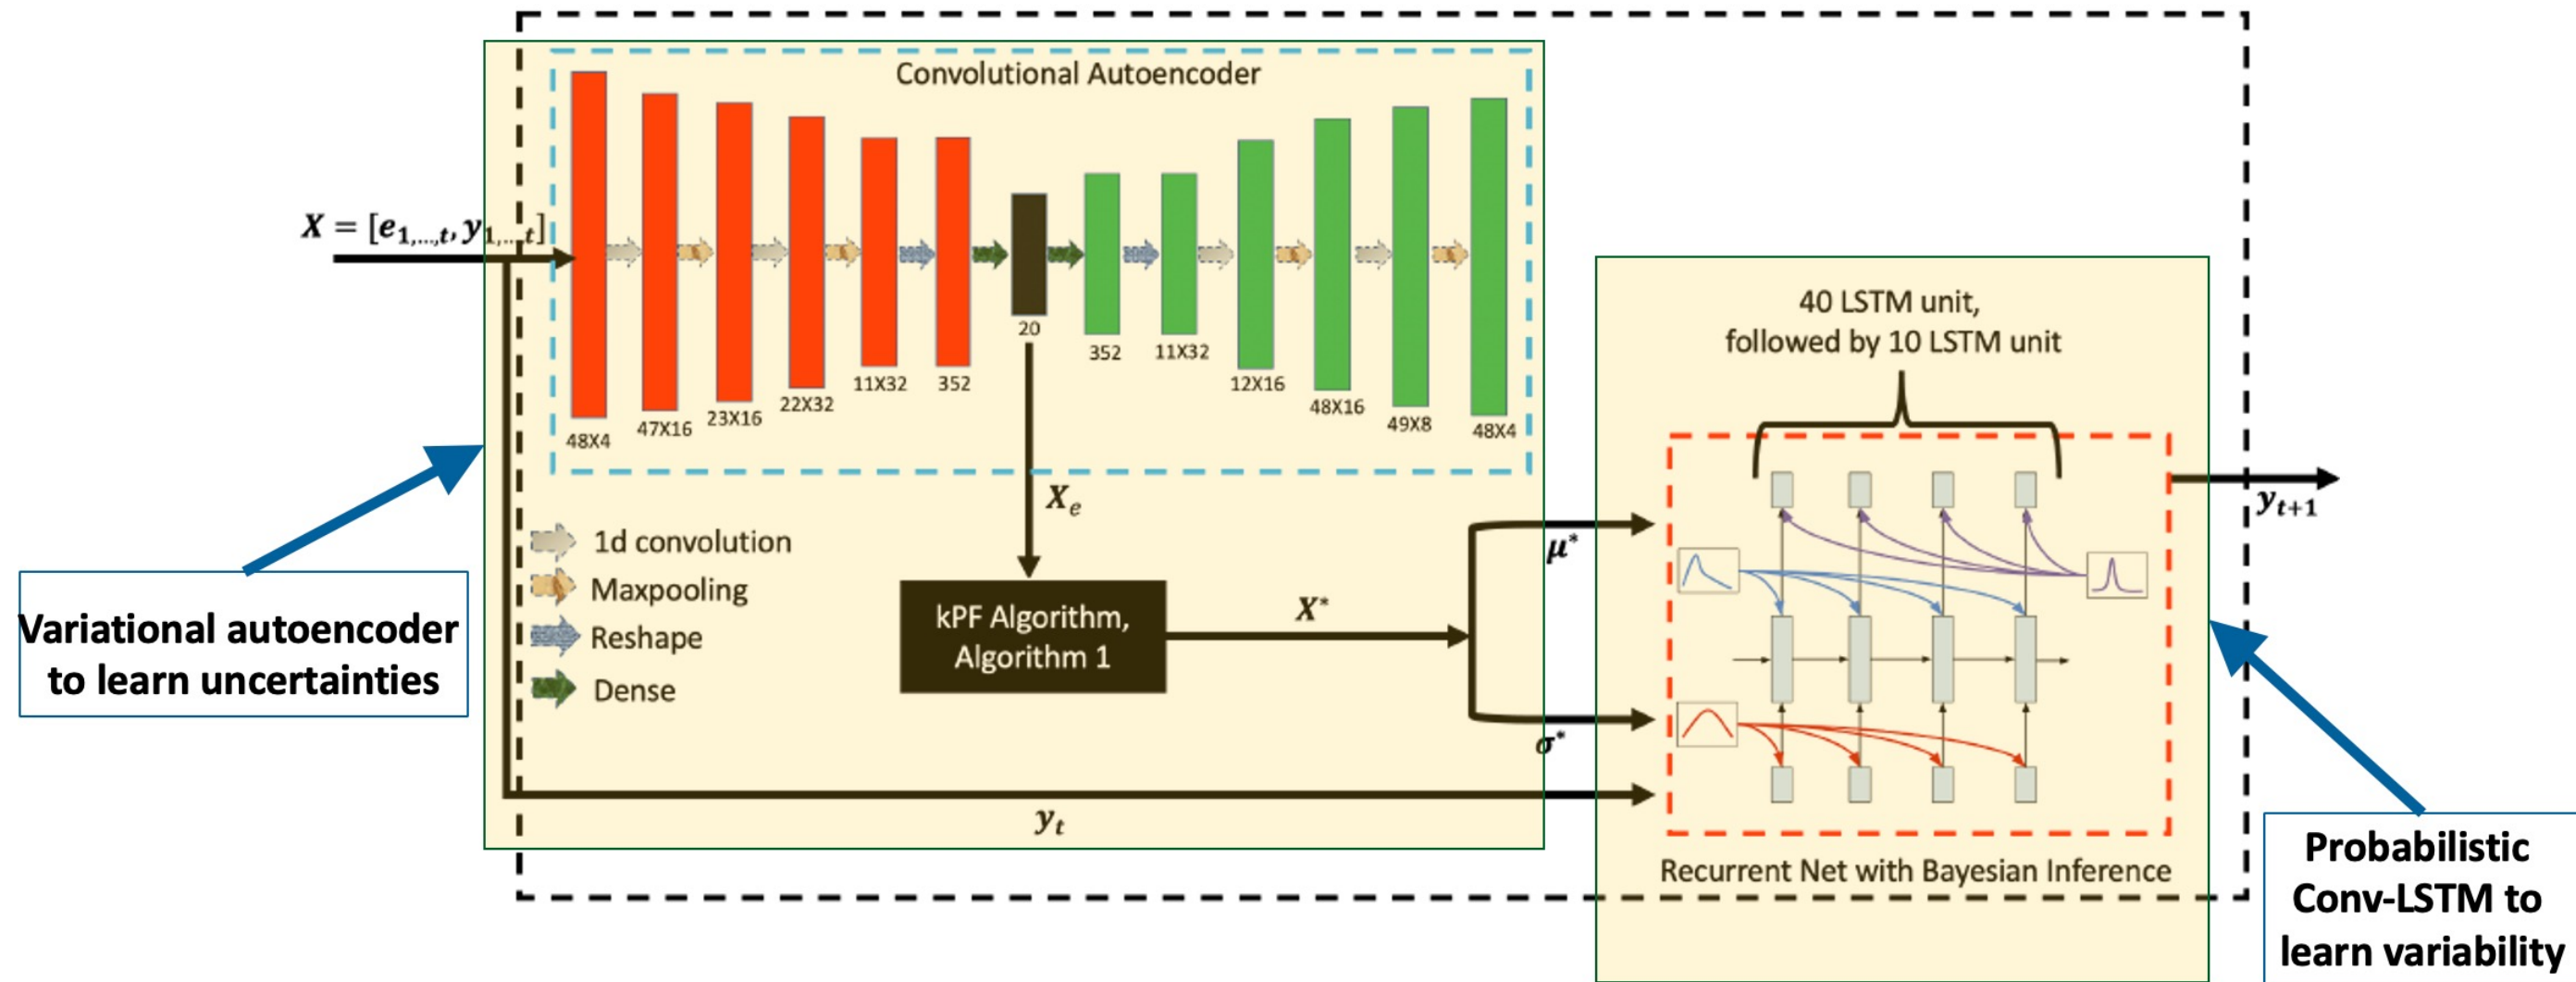 Convolutional Autoencoder
X = [e1,...,t, y1,...,t]
48X4
47X16
23X16
22X32
11X32
352
20
352
11X32
12X16
48X16
49X8
48X4
Xe
1d convolution
Maxpooling
Reshape
Dense
kPF Algorithm,
Algorithm 1
X*
μ*
σ*
yt
Variational autoencoder
to learn uncertainties
40 LSTM unit,
followed by 10 LSTM unit
yt+1
Recurrent Net with Bayesian Inference
Probabilistic
Conv-LSTM to
learn variability